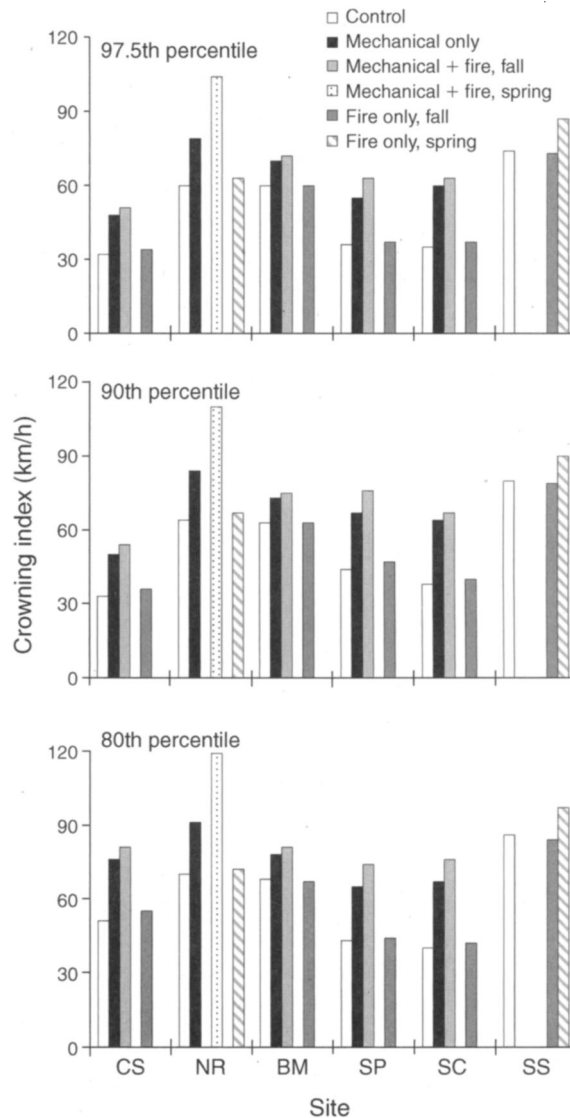 Control
Mechanical only
Mechanical + fire, fall
Mechanical + fire, spring
Fire only, fall
Fire only, spring
120
97.5th percentile
90
60
30
0
120
90th percentile
90
60
30
0
Crowning index (km/h)
120
80th percentile
90
60
30
0
CS NR BM SP SC SS
Site